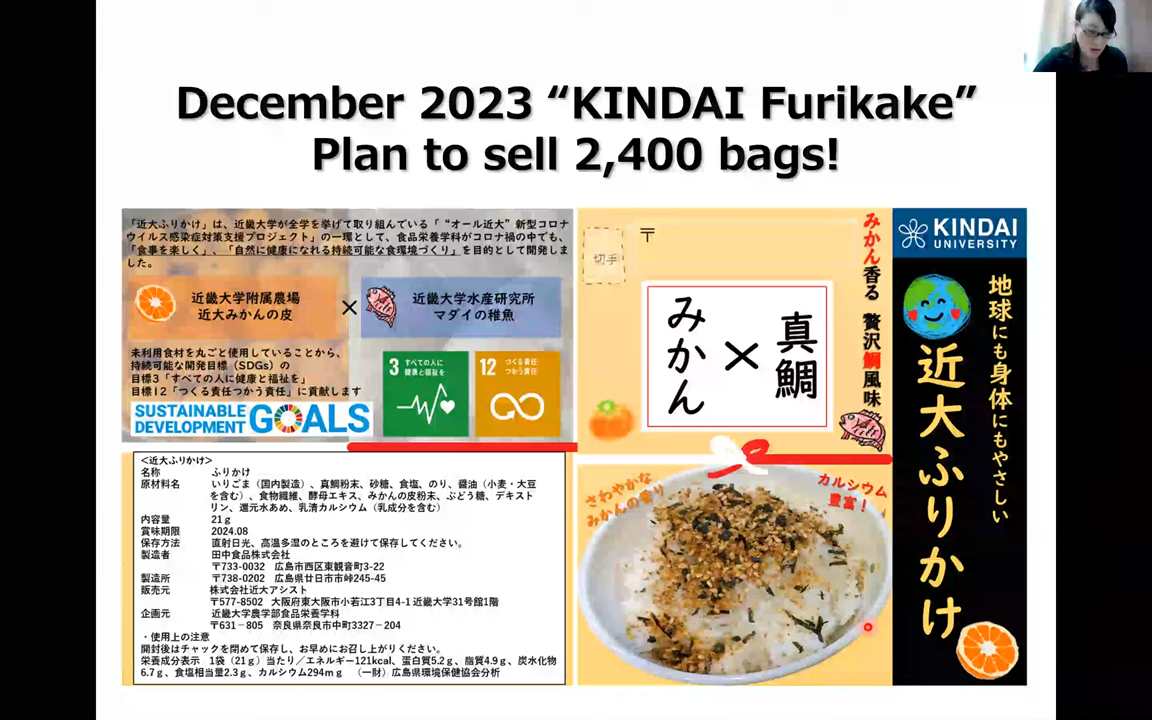 December 2023 “KINDAI Furikake”
Plan to sell 2,400 bags!
「近大ふりかけ」は、近畿大学が全学を挙げて取り組んでいる「 “オール近大” 新型コロナ
ウイルス感染症対策支援プロジェクト」の一環として、食品栄養学科がコロナ禍の中でも、
「食事を楽しく」、「自然に健康になれる持続可能な食環境づくり」を目的として開発しま
した。
近畿大学附属農場
近大みかんの皮
×
近畿大学水産研究所
マダイの稚魚
未利用食材を丸ごと使用していることから、
持続可能な開発目標（SDGs）の
目標3「すべての人に健康と福祉を」
目標12「つくる責任つかう責任」に貢献します
SUSTAINABLE
DEVELOPMENT
GOALS
3 すべての人に
健康と福祉を
12 つくる責任
つかう責任
<近大ふりかけ>
名称 ふりかけ
原材料名 いりごま（国内製造）、真鯛粉末、砂糖、食塩、のり、醤油（小麦・大豆
を含む）、食物繊維、酵母エキス、みかんの皮粉末、ぶどう糖、デキスト
リン、還元水あめ、乳清カルシウム（乳成分を含む）
内容量 21ｇ
賞味期限 2024.08
保存方法 直射日光、高温多湿のところを避けて保存してください。
製造者 田中食品株式会社
〒733-0032 広島市西区東観音町3-22
製造所 〒738-0202 広島県廿日市市峠245-45
販売元 株式会社近大アシスト
〒577-8502 大阪府東大阪市小若江3丁目4-1 近畿大学31号館1階
企画元 近畿大学農学部食品栄養学科
〒631－805 奈良県奈良市中町3327－204
・使用上の注意
開封後はチャックを閉めて保存し、お早めにお召し上がりください。
栄養成分表示 1袋（21ｇ）当たり／エネルギー121kcal、蛋白質5.2ｇ、脂質4.9ｇ、炭水化物
6.7ｇ、食塩相当量2.3ｇ、カルシウム294ｍｇ （一財）広島県環境保健協会分析
切手
〒
みかん
×
真鯛
みかん香る 贅沢鯛風味
さわやかな
みかんの香り
カルシウム
豊富！
KINDAI
UNIVERSITY
地球にも身体にもやさしい
近大ふりかけ